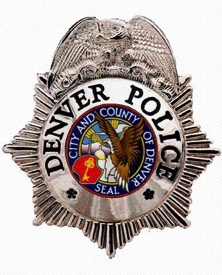 DENVER POLICE
CITY AND COUNTY OF DENVER
SEAL